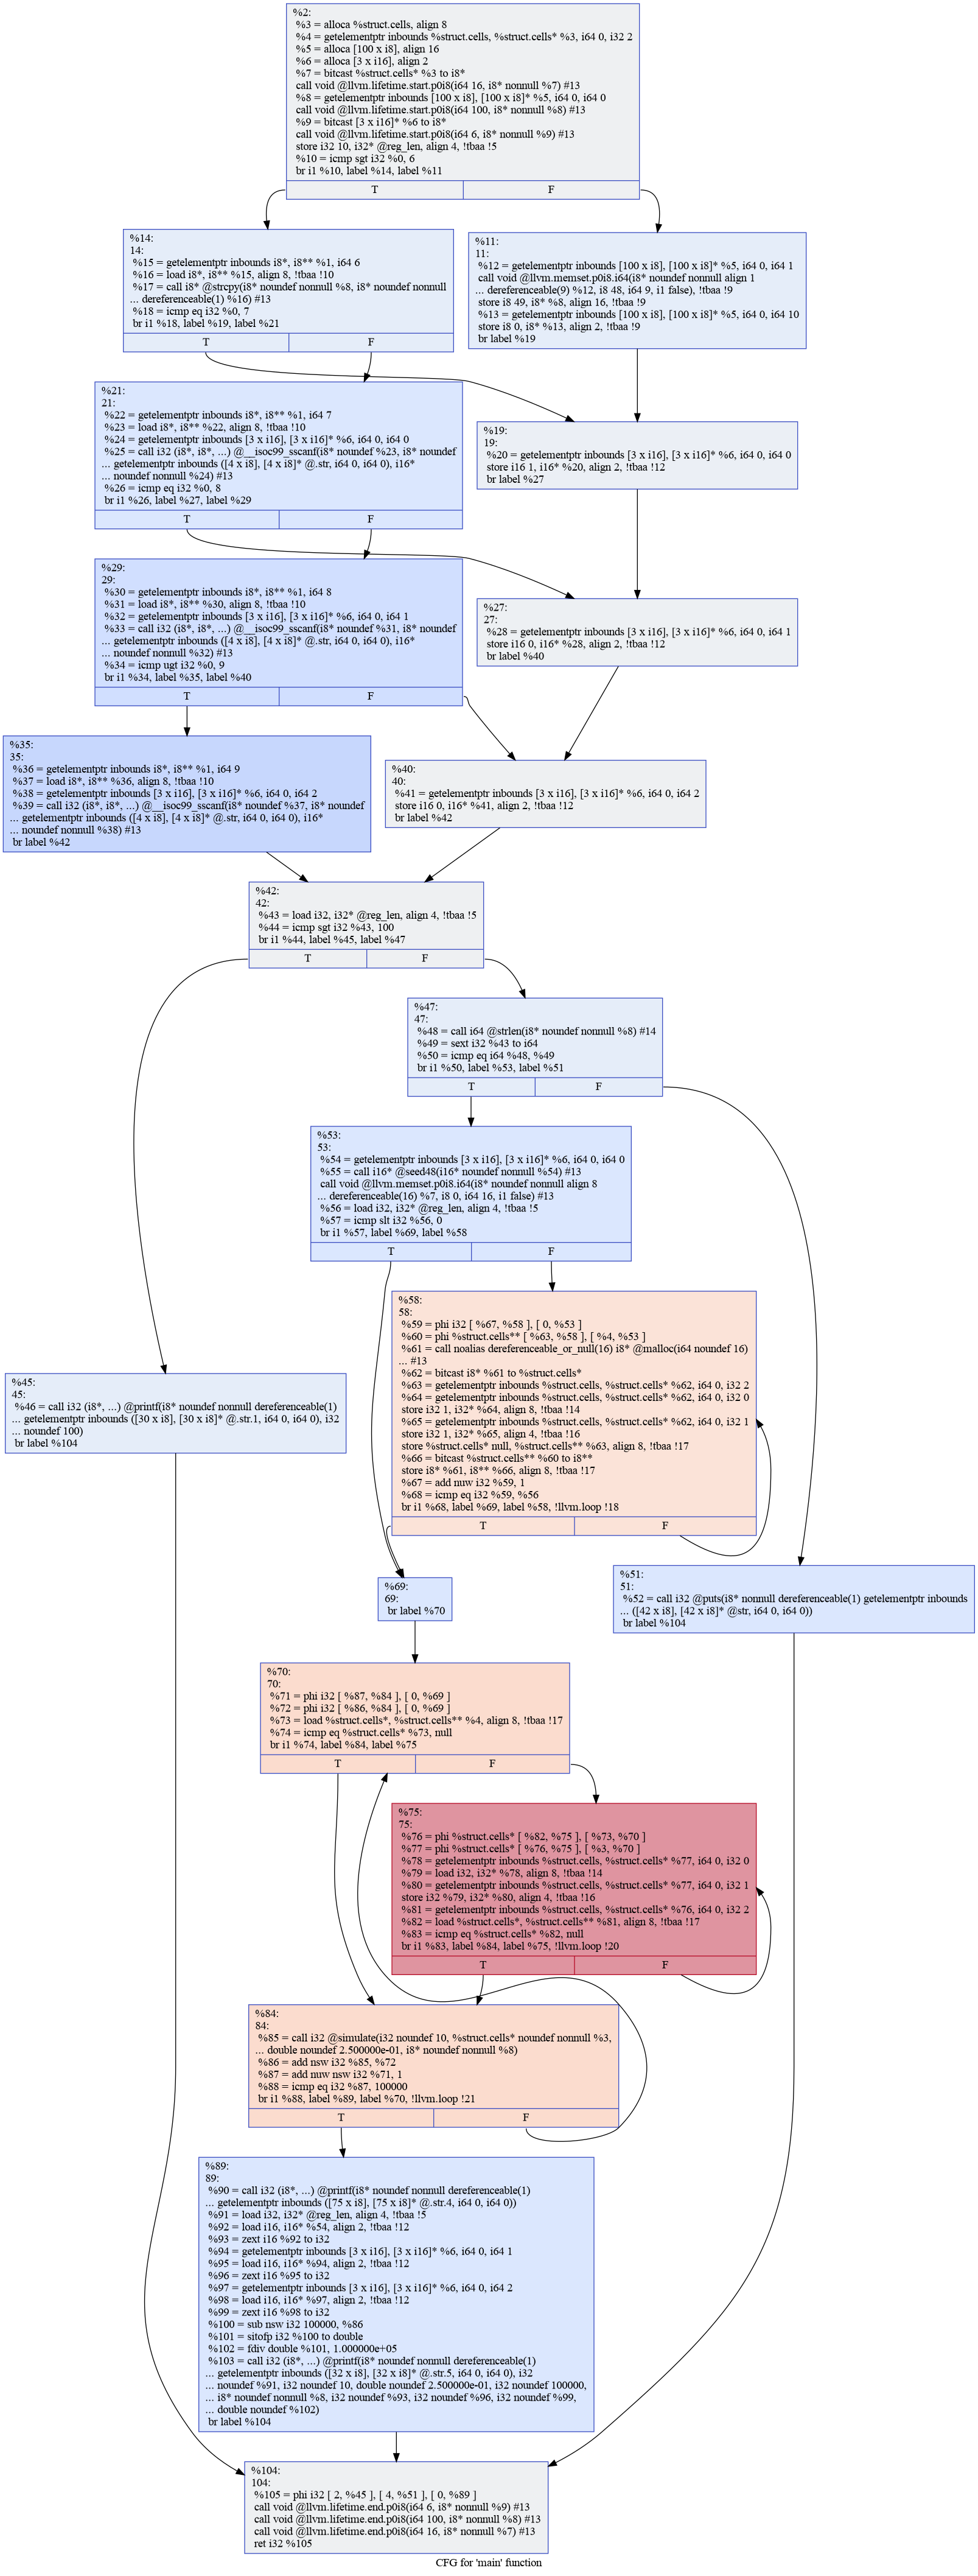 %2:
%3 = alloca %struct.cells, align 8
%4 = getelementptr inbounds %struct.cells, %struct.cells* %3, i64 0, i32 2
%5 = alloca [100 x i8], align 16
%6 = alloca [3 x i16], align 2
%7 = bitcast %struct.cells* %3 to i8*
call void @llvm.lifetime.start.p0i8(i64 16, i8* nonnull %7) #13
%8 = getelementptr inbounds [100 x i8], [100 x i8]* %5, i64 0, i64 0
call void @llvm.lifetime.start.p0i8(i64 100, i8* nonnull %8) #13
%9 = bitcast [3 x i16]* %6 to i8*
call void @llvm.lifetime.start.p0i8(i64 6, i8* nonnull %9) #13
store i32 10, i32* @reg_len, align 4, !tbaa !5
%10 = icmp sgt i32 %0, 6
br i1 %10, label %14, label %11
T
F
%14:
14:
%15 = getelementptr inbounds i8*, i8** %1, i64 6
%16 = load i8*, i8** %15, align 8, !tbaa !10
%17 = call i8* @strcpy(i8* noundef nonnull %8, i8* noundef nonnull
... dereferenceable(1) %16) #13
%18 = icmp eq i32 %0, 7
br i1 %18, label %19, label %21
T
F
%11:
11:
%12 = getelementptr inbounds [100 x i8], [100 x i8]* %5, i64 0, i64 1
call void @llvm.memset.p0i8.i64(i8* noundef nonnull align 1
... dereferenceable(9) %12, i8 48, i64 9, i1 false), !tbaa !9
store i8 49, i8* %8, align 16, !tbaa !9
%13 = getelementptr inbounds [100 x i8], [100 x i8]* %5, i64 0, i64 10
store i8 0, i8* %13, align 2, !tbaa !9
br label %19
%21:
21:
%22 = getelementptr inbounds i8*, i8** %1, i64 7
%23 = load i8*, i8** %22, align 8, !tbaa !10
%24 = getelementptr inbounds [3 x i16], [3 x i16]* %6, i64 0, i64 0
%25 = call i32 (i8*, i8*, ...) @__isoc99_sscanf(i8* noundef %23, i8* noundef
... getelementptr inbounds ([4 x i8], [4 x i8]* @.str, i64 0, i64 0), i16*
... noundef nonnull %24) #13
%26 = icmp eq i32 %0, 8
br i1 %26, label %27, label %29
T
F
%19:
19:
%20 = getelementptr inbounds [3 x i16], [3 x i16]* %6, i64 0, i64 0
store i16 1, i16* %20, align 2, !tbaa !12
br label %27
%29:
29:
%30 = getelementptr inbounds i8*, i8** %1, i64 8
%31 = load i8*, i8** %30, align 8, !tbaa !10
%32 = getelementptr inbounds [3 x i16], [3 x i16]* %6, i64 0, i64 1
%33 = call i32 (i8*, i8*, ...) @__isoc99_sscanf(i8* noundef %31, i8* noundef
... getelementptr inbounds ([4 x i8], [4 x i8]* @.str, i64 0, i64 0), i16*
... noundef nonnull %32) #13
%34 = icmp ugt i32 %0, 9
br i1 %34, label %35, label %40
T
F
%27:
27:
%28 = getelementptr inbounds [3 x i16], [3 x i16]* %6, i64 0, i64 1
store i16 0, i16* %28, align 2, !tbaa !12
br label %40
%35:
35:
%36 = getelementptr inbounds i8*, i8** %1, i64 9
%37 = load i8*, i8** %36, align 8, !tbaa !10
%38 = getelementptr inbounds [3 x i16], [3 x i16]* %6, i64 0, i64 2
%39 = call i32 (i8*, i8*, ...) @__isoc99_sscanf(i8* noundef %37, i8* noundef
... getelementptr inbounds ([4 x i8], [4 x i8]* @.str, i64 0, i64 0), i16*
... noundef nonnull %38) #13
br label %42
%40:
40:
%41 = getelementptr inbounds [3 x i16], [3 x i16]* %6, i64 0, i64 2
store i16 0, i16* %41, align 2, !tbaa !12
br label %42
%42:
42:
%43 = load i32, i32* @reg_len, align 4, !tbaa !5
%44 = icmp sgt i32 %43, 100
br i1 %44, label %45, label %47
T
F
%47:
47:
%48 = call i64 @strlen(i8* noundef nonnull %8) #14
%49 = sext i32 %43 to i64
%50 = icmp eq i64 %48, %49
br i1 %50, label %53, label %51
T
F
%53:
53:
%54 = getelementptr inbounds [3 x i16], [3 x i16]* %6, i64 0, i64 0
%55 = call i16* @seed48(i16* noundef nonnull %54) #13
call void @llvm.memset.p0i8.i64(i8* noundef nonnull align 8
... dereferenceable(16) %7, i8 0, i64 16, i1 false) #13
%56 = load i32, i32* @reg_len, align 4, !tbaa !5
%57 = icmp slt i32 %56, 0
br i1 %57, label %69, label %58
T
F
%58:
58:
%59 = phi i32 [ %67, %58 ], [ 0, %53 ]
%60 = phi %struct.cells** [ %63, %58 ], [ %4, %53 ]
%61 = call noalias dereferenceable_or_null(16) i8* @malloc(i64 noundef 16)
... #13
%62 = bitcast i8* %61 to %struct.cells*
%63 = getelementptr inbounds %struct.cells, %struct.cells* %62, i64 0, i32 2
%64 = getelementptr inbounds %struct.cells, %struct.cells* %62, i64 0, i32 0
store i32 1, i32* %64, align 8, !tbaa !14
%65 = getelementptr inbounds %struct.cells, %struct.cells* %62, i64 0, i32 1
store i32 1, i32* %65, align 4, !tbaa !16
store %struct.cells* null, %struct.cells** %63, align 8, !tbaa !17
%66 = bitcast %struct.cells** %60 to i8**
store i8* %61, i8** %66, align 8, !tbaa !17
%67 = add nuw i32 %59, 1
%68 = icmp eq i32 %59, %56
br i1 %68, label %69, label %58, !llvm.loop !18
T
F
%45:
45:
%46 = call i32 (i8*, ...) @printf(i8* noundef nonnull dereferenceable(1)
... getelementptr inbounds ([30 x i8], [30 x i8]* @.str.1, i64 0, i64 0), i32
... noundef 100)
br label %104
%69:
69:
br label %70
%51:
51:
%52 = call i32 @puts(i8* nonnull dereferenceable(1) getelementptr inbounds
... ([42 x i8], [42 x i8]* @str, i64 0, i64 0))
br label %104
%70:
70:
%71 = phi i32 [ %87, %84 ], [ 0, %69 ]
%72 = phi i32 [ %86, %84 ], [ 0, %69 ]
%73 = load %struct.cells*, %struct.cells** %4, align 8, !tbaa !17
%74 = icmp eq %struct.cells* %73, null
br i1 %74, label %84, label %75
T
F
%75:
75:
%76 = phi %struct.cells* [ %82, %75 ], [ %73, %70 ]
%77 = phi %struct.cells* [ %76, %75 ], [ %3, %70 ]
%78 = getelementptr inbounds %struct.cells, %struct.cells* %77, i64 0, i32 0
%79 = load i32, i32* %78, align 8, !tbaa !14
%80 = getelementptr inbounds %struct.cells, %struct.cells* %77, i64 0, i32 1
store i32 %79, i32* %80, align 4, !tbaa !16
%81 = getelementptr inbounds %struct.cells, %struct.cells* %76, i64 0, i32 2
%82 = load %struct.cells*, %struct.cells** %81, align 8, !tbaa !17
%83 = icmp eq %struct.cells* %82, null
br i1 %83, label %84, label %75, !llvm.loop !20
T
F
%84:
84:
%85 = call i32 @simulate(i32 noundef 10, %struct.cells* noundef nonnull %3,
... double noundef 2.500000e-01, i8* noundef nonnull %8)
%86 = add nsw i32 %85, %72
%87 = add nuw nsw i32 %71, 1
%88 = icmp eq i32 %87, 100000
br i1 %88, label %89, label %70, !llvm.loop !21
T
F
%89:
89:
%90 = call i32 (i8*, ...) @printf(i8* noundef nonnull dereferenceable(1)
... getelementptr inbounds ([75 x i8], [75 x i8]* @.str.4, i64 0, i64 0))
%91 = load i32, i32* @reg_len, align 4, !tbaa !5
%92 = load i16, i16* %54, align 2, !tbaa !12
%93 = zext i16 %92 to i32
%94 = getelementptr inbounds [3 x i16], [3 x i16]* %6, i64 0, i64 1
%95 = load i16, i16* %94, align 2, !tbaa !12
%96 = zext i16 %95 to i32
%97 = getelementptr inbounds [3 x i16], [3 x i16]* %6, i64 0, i64 2
%98 = load i16, i16* %97, align 2, !tbaa !12
%99 = zext i16 %98 to i32
%100 = sub nsw i32 100000, %86
%101 = sitofp i32 %100 to double
%102 = fdiv double %101, 1.000000e+05
%103 = call i32 (i8*, ...) @printf(i8* noundef nonnull dereferenceable(1)
... getelementptr inbounds ([32 x i8], [32 x i8]* @.str.5, i64 0, i64 0), i32
... noundef %91, i32 noundef 10, double noundef 2.500000e-01, i32 noundef 100000,
... i8* noundef nonnull %8, i32 noundef %93, i32 noundef %96, i32 noundef %99,
... double noundef %102)
br label %104
%104:
104:
%105 = phi i32 [ 2, %45 ], [ 4, %51 ], [ 0, %89 ]
call void @llvm.lifetime.end.p0i8(i64 6, i8* nonnull %9) #13
call void @llvm.lifetime.end.p0i8(i64 100, i8* nonnull %8) #13
call void @llvm.lifetime.end.p0i8(i64 16, i8* nonnull %7) #13
ret i32 %105
CFG for 'main' function